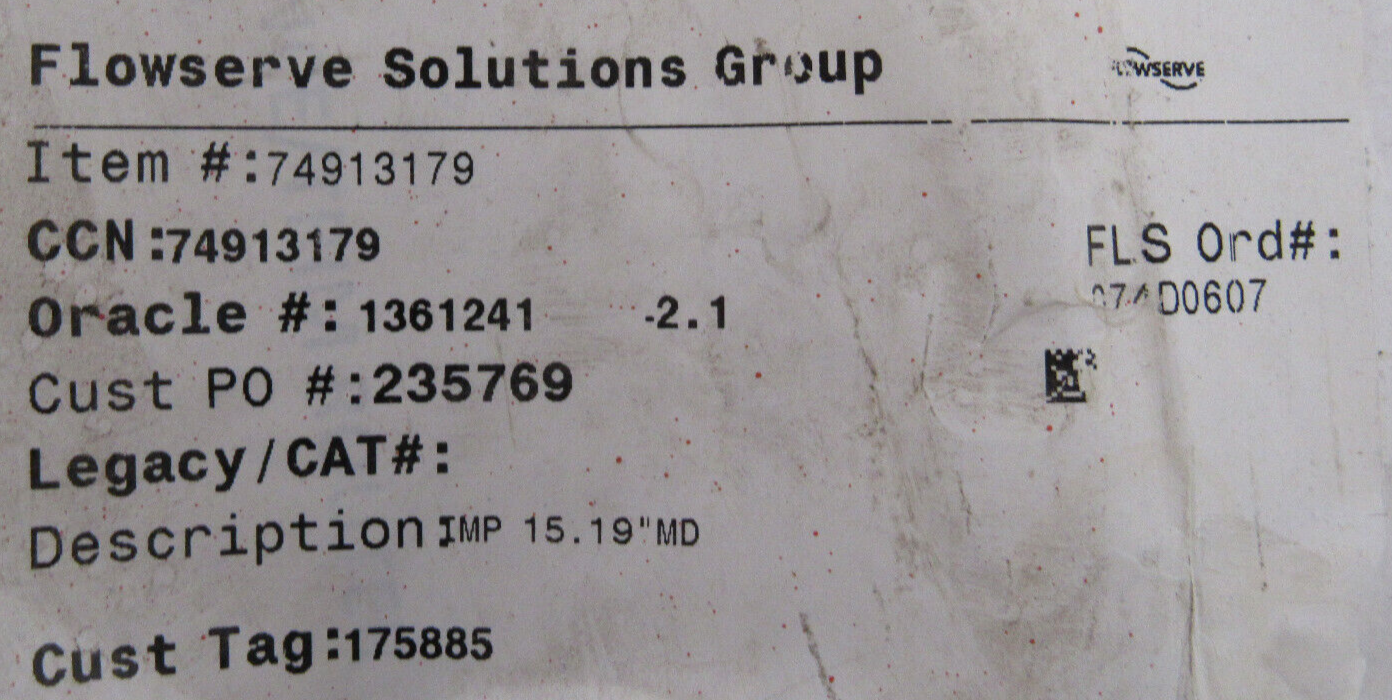 Flowserve Solutions Group
FLOWSERVE
Item #:74913179
CCN:74913179
FLS Ord#:
Oracle #: 1361241 -2.1
Cust PO #:235769
Legacy/CAT#:
Description:IMP 15.19"MD
Cust Tag:175885